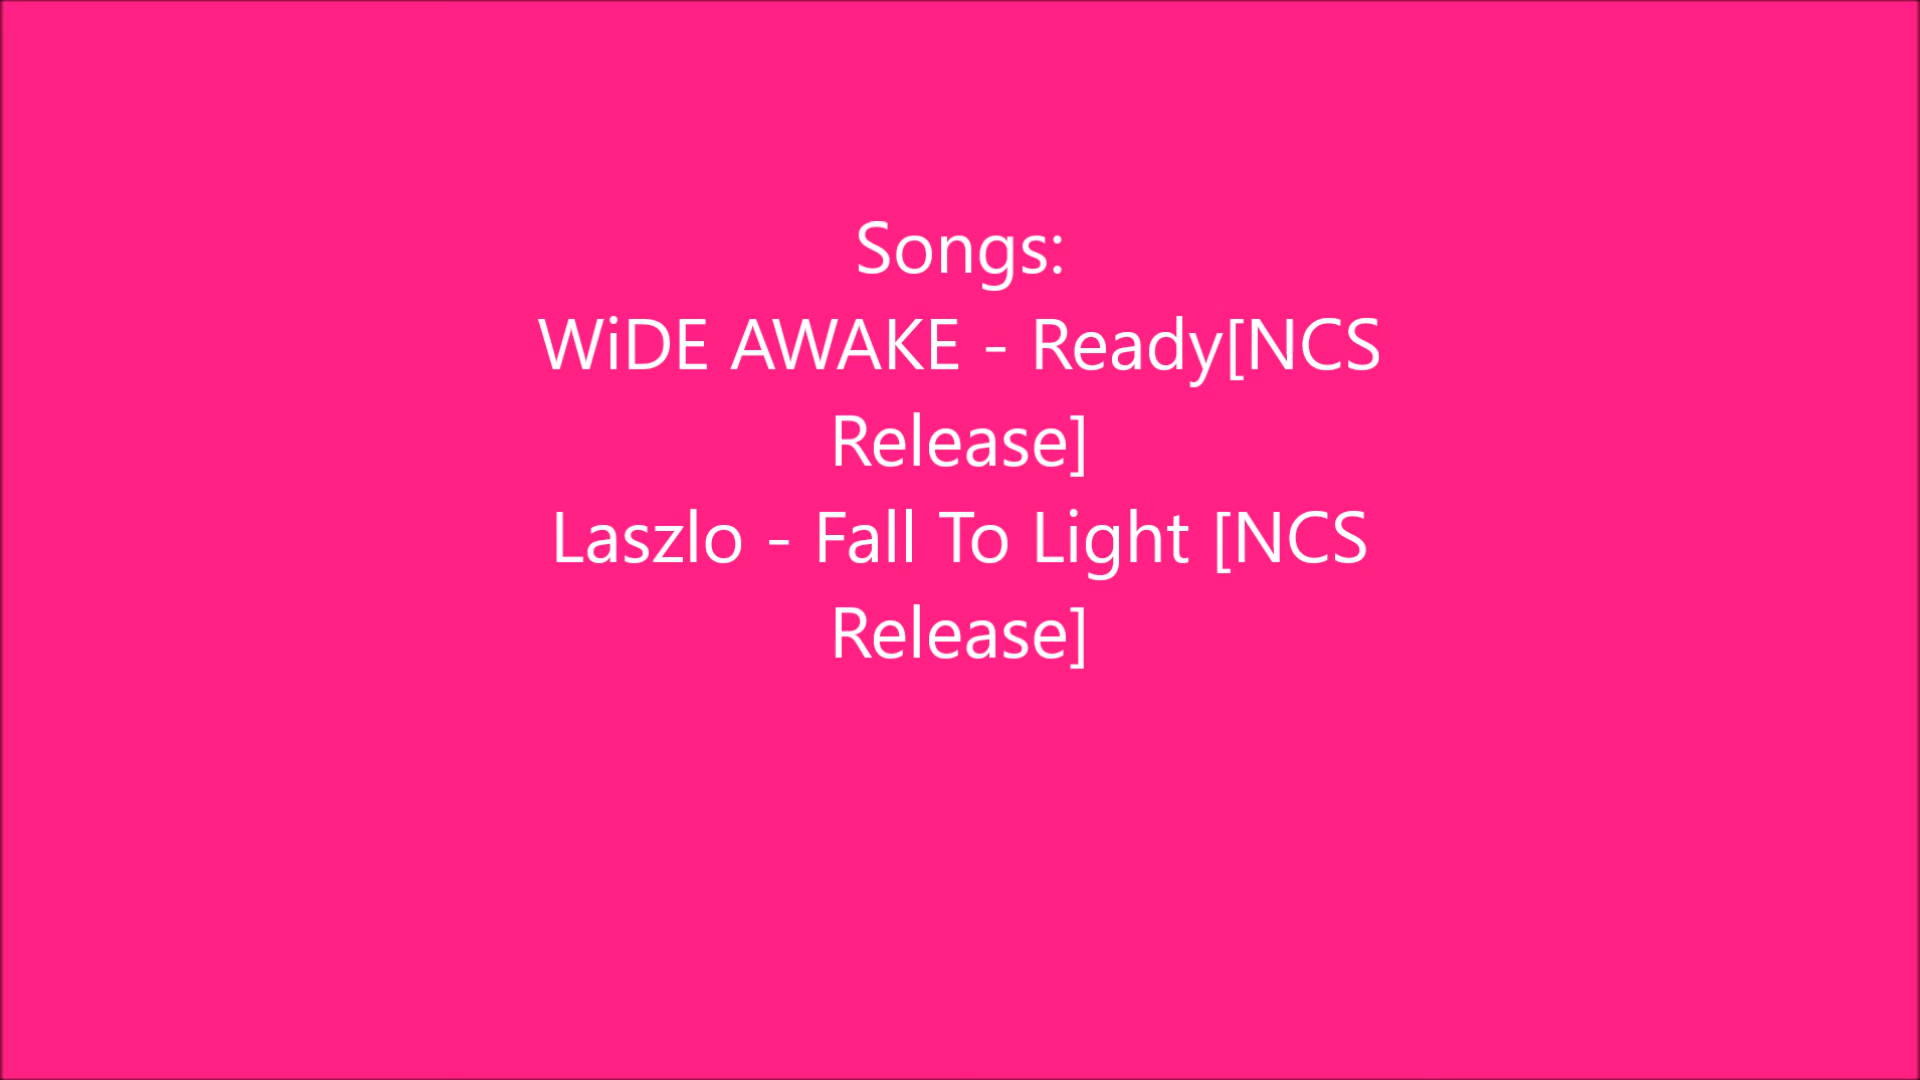 Songs:
WiDE AWAKE - Ready[NCS
Release]
Laszlo - Fall To Light [NCS
Release]